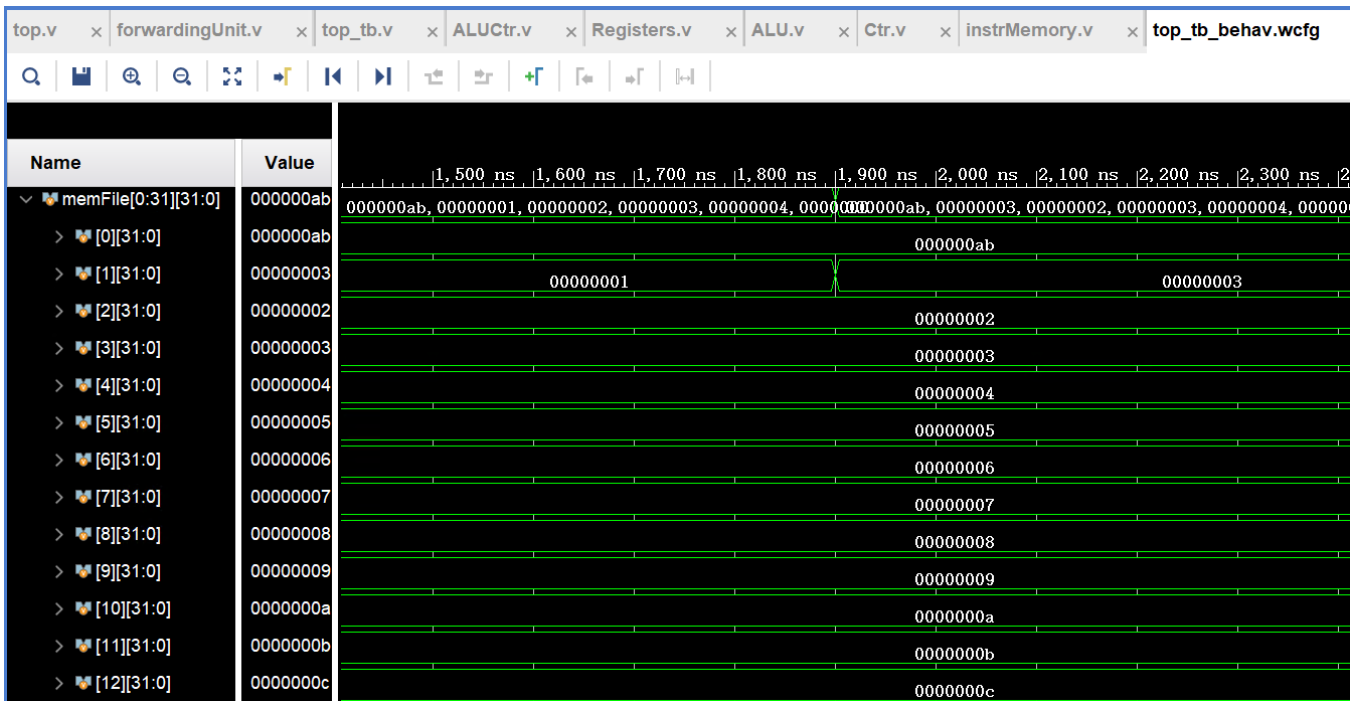 top.v × forwardingUnit.v × top_tb.v × ALUCtr.v × Registers.v × ALU.v × Ctr.v × instrMemory.v × top_tb_behav.wcfg
Name Value 1,500 ns 1,600 ns 1,700 ns 1,800 ns 1,900 ns 2,000 ns 2,100 ns 2,200 ns 2,300 ns 2
memFile[0:31][31:0] 000000ab 000000ab, 00000001, 00000002, 00000003, 00000004, 000000ab, 00000003, 00000002, 00000003, 00000004, 00000
[0][31:0] 000000ab 000000ab
[1][31:0] 00000003 00000001 00000003
[2][31:0] 00000002 00000002
[3][31:0] 00000003 00000003
[4][31:0] 00000004 00000004
[5][31:0] 00000005 00000005
[6][31:0] 00000006 00000006
[7][31:0] 00000007 00000007
[8][31:0] 00000008 00000008
[9][31:0] 00000009 00000009
[10][31:0] 0000000a 0000000a
[11][31:0] 0000000b 0000000b
[12][31:0] 0000000c 0000000c